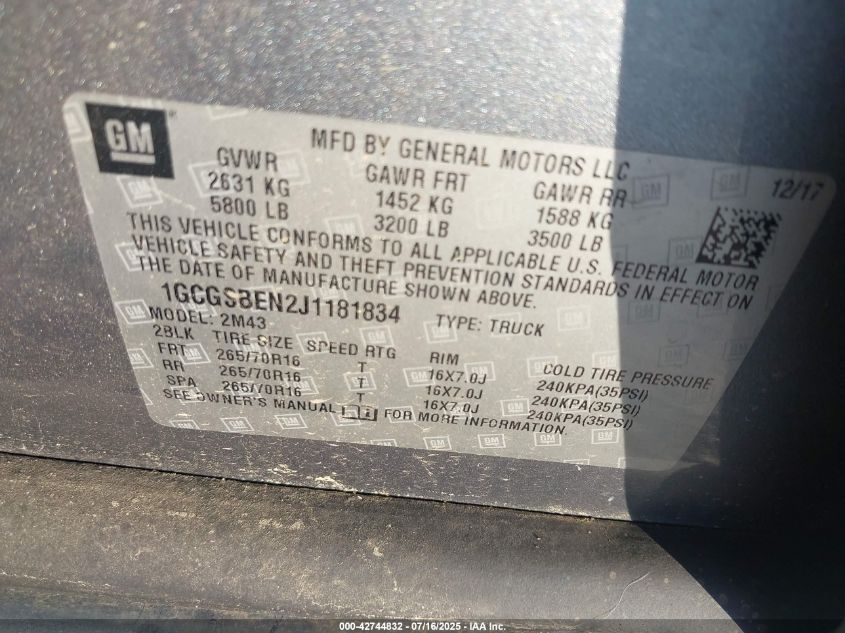 GM
MFD BY GENERAL MOTORS LLC
GVWR GAWR FRT GAWR RR 12/17
2631 KG 1452 KG 1588 KG
5800 LB 3200 LB 3500 LB
THIS VEHICLE CONFORMS TO ALL APPLICABLE U.S. FEDERAL MOTOR
VEHICLE SAFETY AND THEFT PREVENTION STANDARDS IN EFFECT ON
THE DATE OF MANUFACTURE SHOWN ABOVE.
1GCGSBEN2J1181834 TYPE: TRUCK
MODEL: 2M43
2BLK TIRE SIZE SPEED RTG RIM COLD TIRE PRESSURE
FRT 265/70R16 T 16X7.0J 240KPA(35PSI)
RR 265/70R16 T 16X7.0J 240KPA(35PSI)
SPA 265/70R16 T 16X7.0J 240KPA(35PSI)
SEE OWNER'S MANUAL FOR MORE INFORMATION.
000-42744832 - 07/16/2025 - IAA Inc.